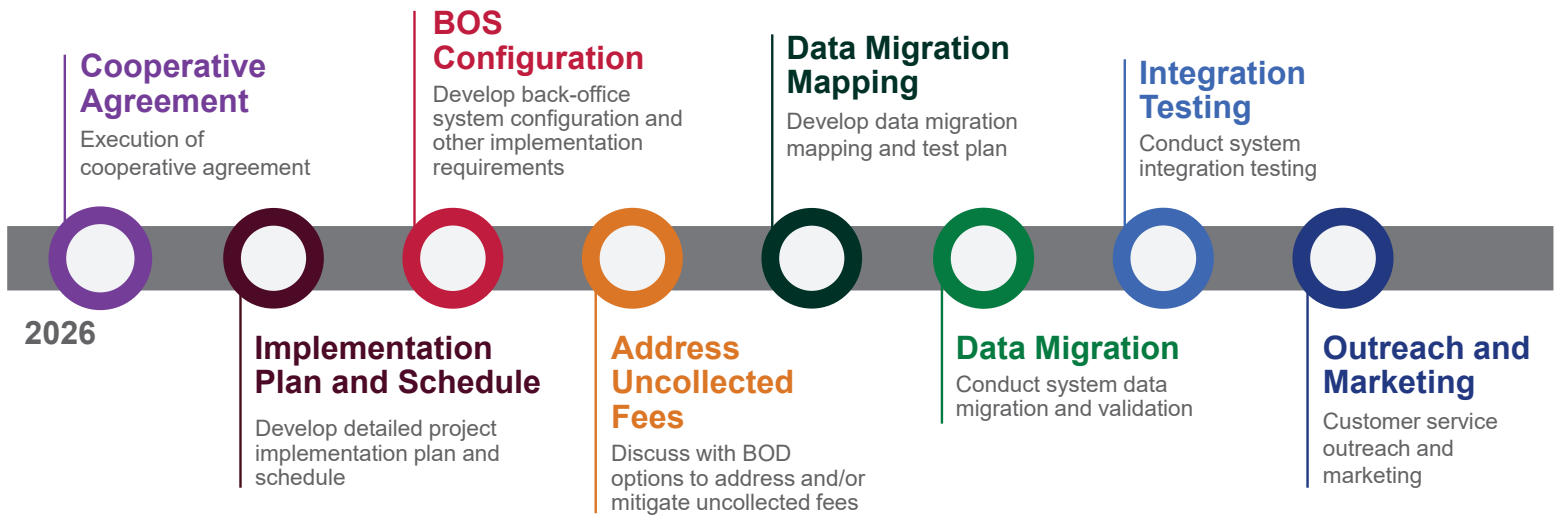 Cooperative
Agreement
Execution of
cooperative agreement
BOS
Configuration
Develop back-office
system configuration and
other implementation
requirements
Data Migration
Mapping
Develop data migration
mapping and test plan
Integration
Testing
Conduct system
integration testing
2026
Implementation
Plan and Schedule
Develop detailed project
implementation plan and
schedule
Address
Uncollected
Fees
Discuss with BOD
options to address and/or
mitigate uncollected fees
Data Migration
Conduct system data
migration and validation
Outreach and
Marketing
Customer service
outreach and
marketing